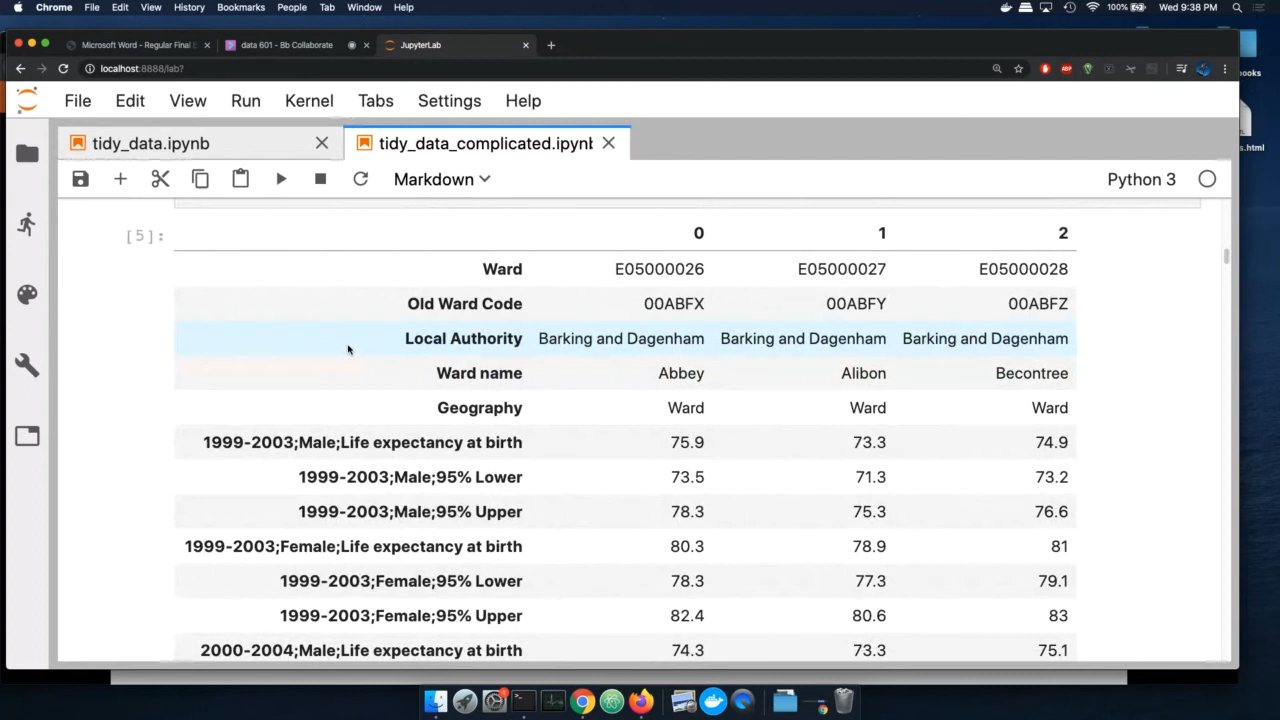 Chrome File Edit View History Bookmarks People Tab Window Help 100% Wed 9:38 PM
Microsoft Word - Regular Final E data 601 - Bb Collaborate JupyterLab
localhost:8888/lab? ABP
ooks
File Edit View Run Kernel Tabs Settings Help
tidy_data.ipynb tidy_data_complicated.ipynb
s.html
Markdown Python 3
[5]: 0 1 2
Ward E05000026 E05000027 E05000028
Old Ward Code 00ABFX 00ABFY 00ABFZ
Local Authority Barking and Dagenham Barking and Dagenham Barking and Dagenham
Ward name Abbey Alibon Becontree
Geography Ward Ward Ward
1999-2003;Male;Life expectancy at birth 75.9 73.3 74.9
1999-2003;Male;95% Lower 73.5 71.3 73.2
1999-2003;Male;95% Upper 78.3 75.3 76.6
1999-2003;Female;Life expectancy at birth 80.3 78.9 81
1999-2003;Female;95% Lower 78.3 77.3 79.1
1999-2003;Female;95% Upper 82.4 80.6 83
2000-2004;Male;Life expectancy at birth 74.3 73.3 75.1